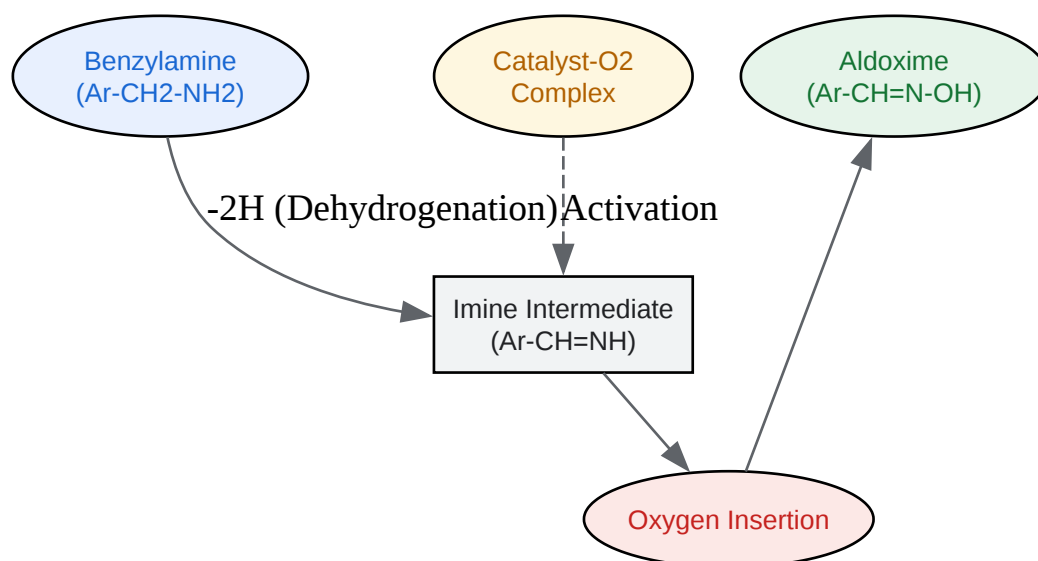 Benzylamine
(Ar-CH2-NH2)
Catalyst-O2
Complex
Aldoxime
(Ar-CH=N-OH)
-2H (Dehydrogenation)
Activation
Imine Intermediate
(Ar-CH=NH)
Oxygen Insertion